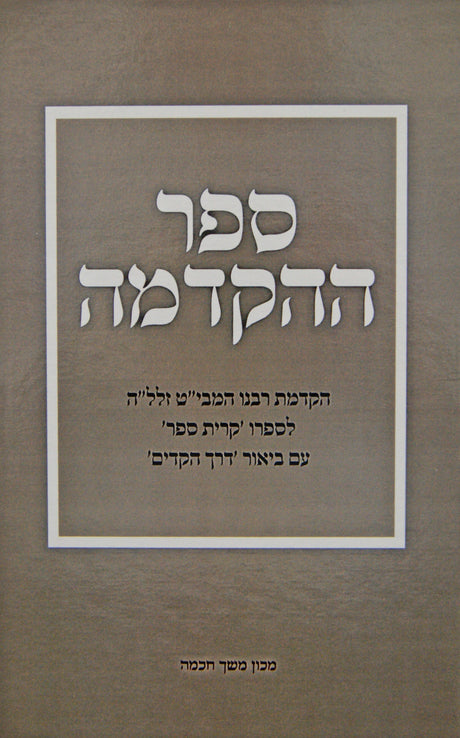 ספר
ההקדמה
הקדמת רבנו המבי״ט זלל״ה
לספרו ׳קרית ספר׳
עם ביאור ׳דרך הקדים׳
מכון משך חכמה